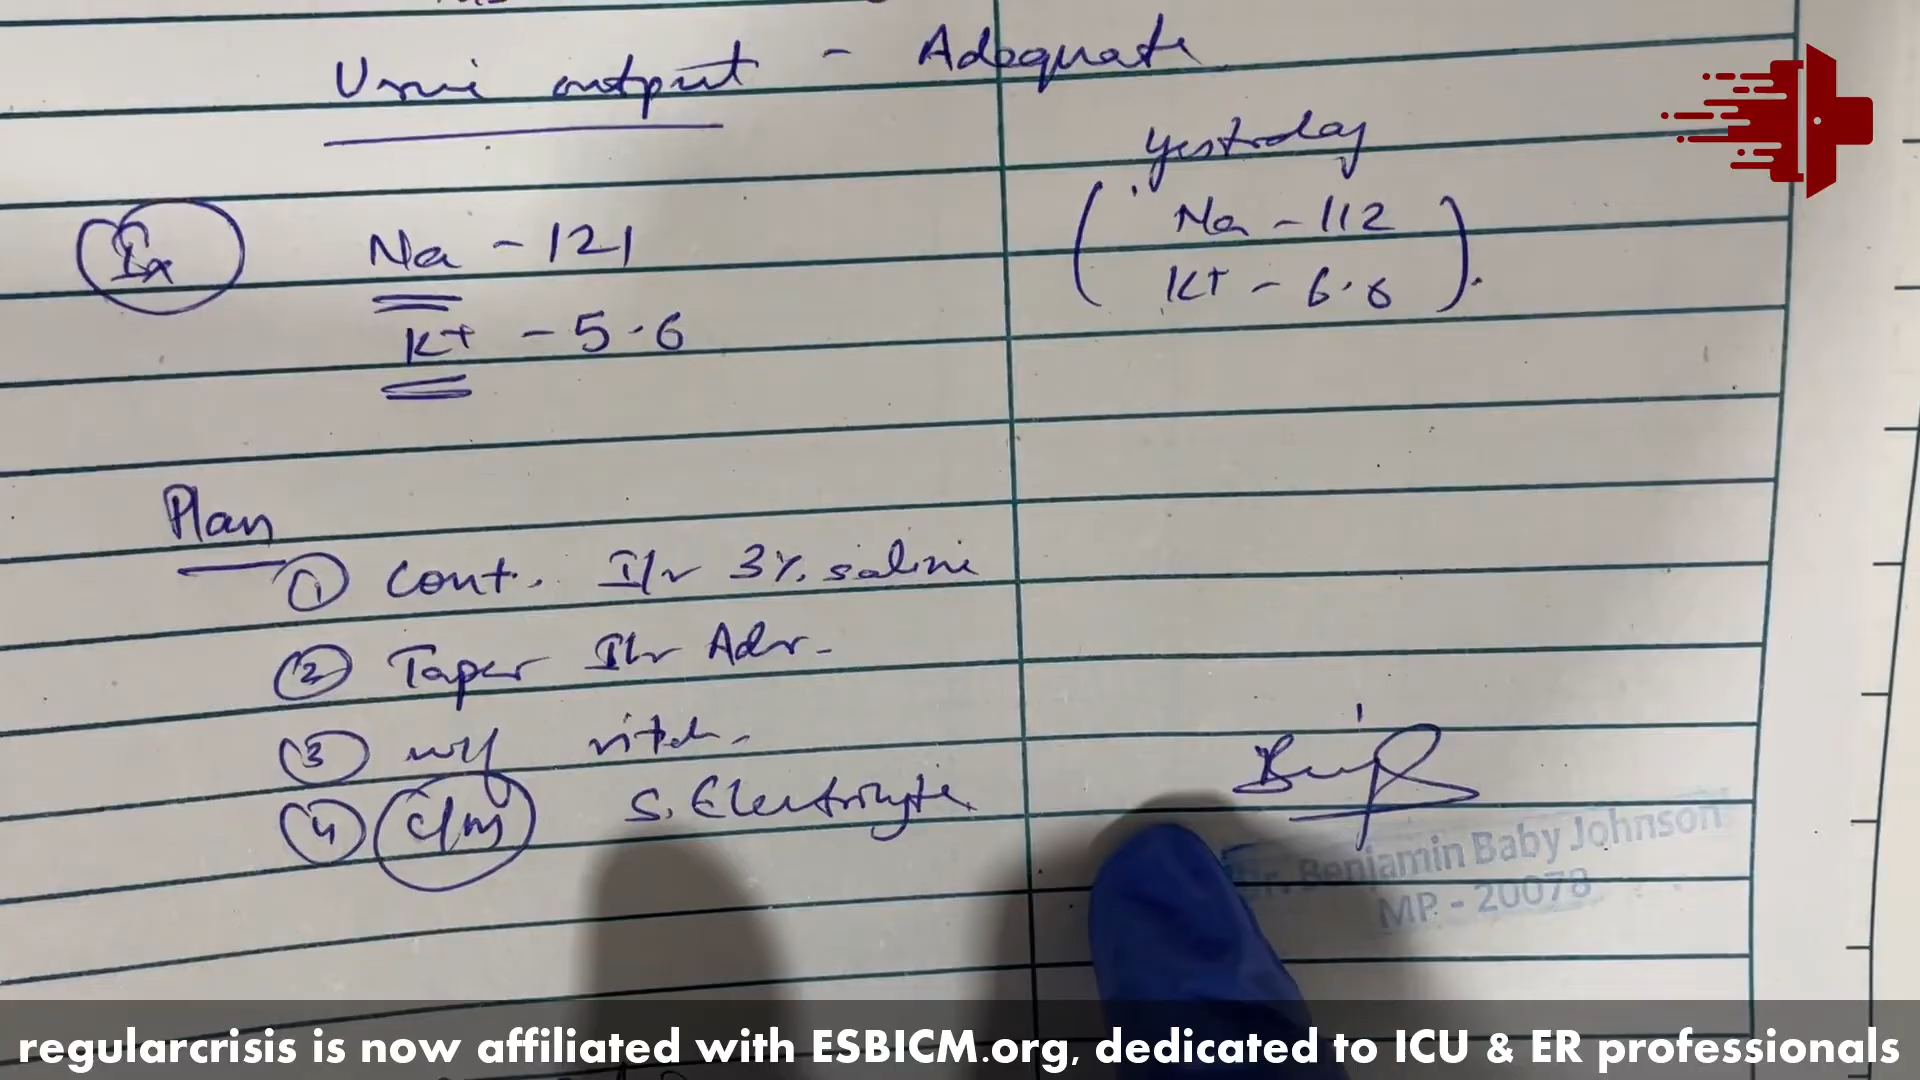 Urine output - Adequate
yesterday
Ix
Na - 121
( Na - 112
K+ - 5.6
K+ - 6.6 ).
Plan
① Cont. I/v 3% saline
② Taper I/v Adr.
③ w/f vitals.
④ c/m S. Electrolyte
Dr. Benjamin Baby Johnson
MP - 20078
regularcrisis is now affiliated with ESBICM.org, dedicated to ICU & ER professionals